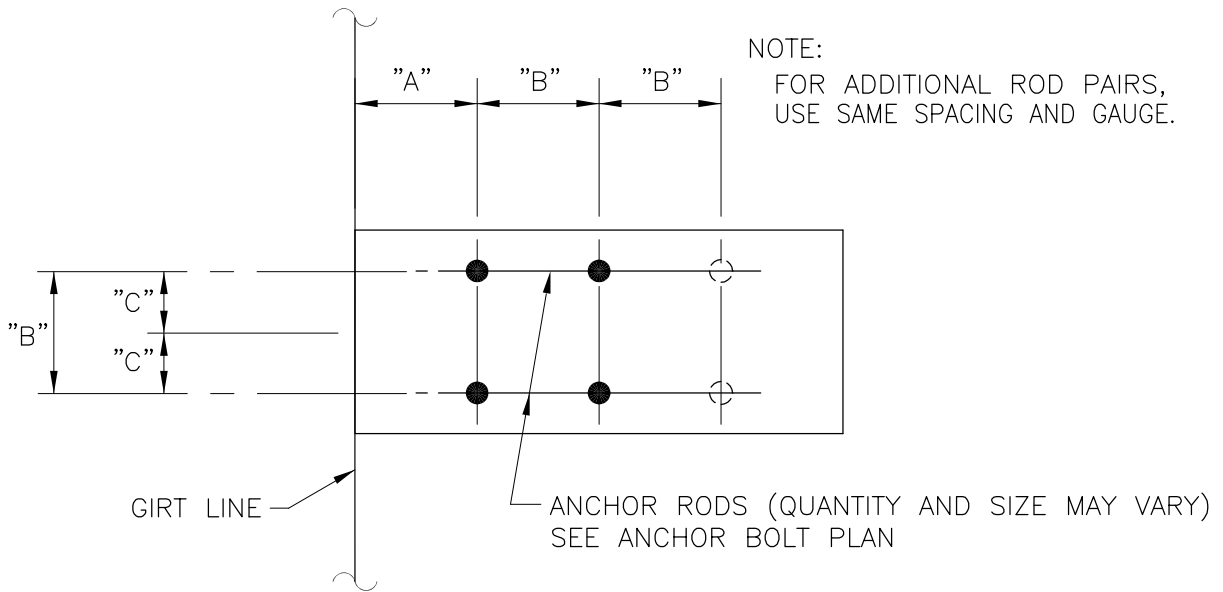 NOTE:
FOR ADDITIONAL ROD PAIRS,
USE SAME SPACING AND GAUGE.
"A"
"B"
"B"
"C"
"B"
"C"
GIRT LINE
ANCHOR RODS (QUANTITY AND SIZE MAY VARY)
SEE ANCHOR BOLT PLAN